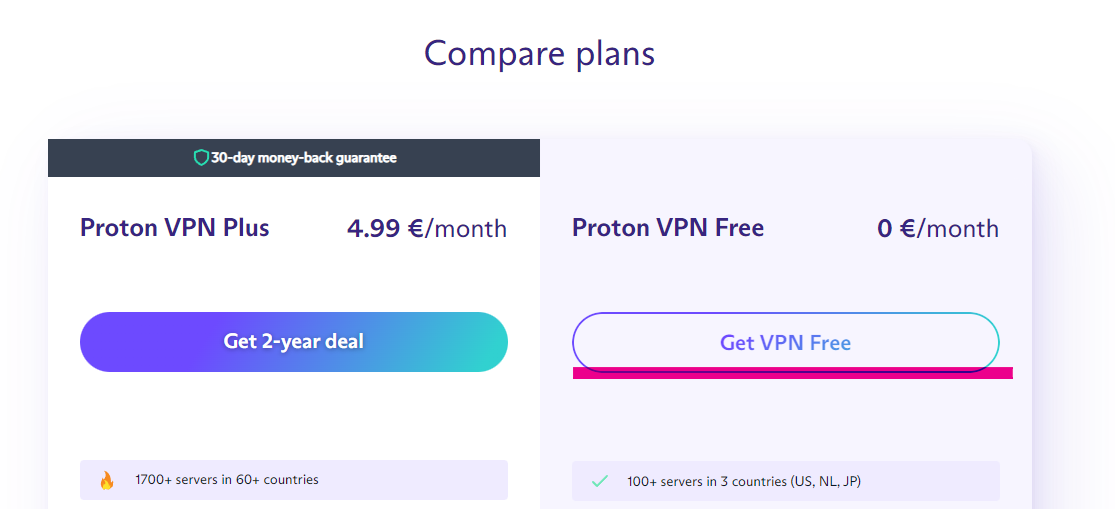 Compare plans
30-day money-back guarantee
Proton VPN Plus 4.99 €/month
Get 2-year deal
1700+ servers in 60+ countries
Proton VPN Free 0 €/month
Get VPN Free
100+ servers in 3 countries (US, NL, JP)